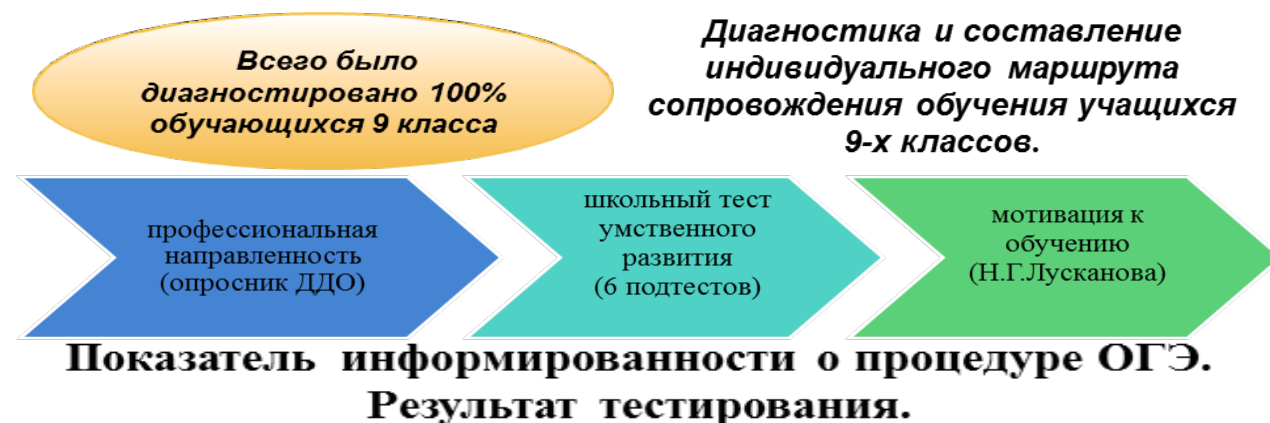 Всего было
диагностировано 100%
обучающихся 9 класса
Диагностика и составление
индивидуального маршрута
сопровождения обучения учащихся
9-х классов.
профессиональная
направленность
(опросник ДДО)
школьный тест
умственного
развития
(6 подтестов)
мотивация к
обучению
(Н.Г.Лусканова)
Показатель информированности о процедуре ОГЭ.
Результат тестирования.